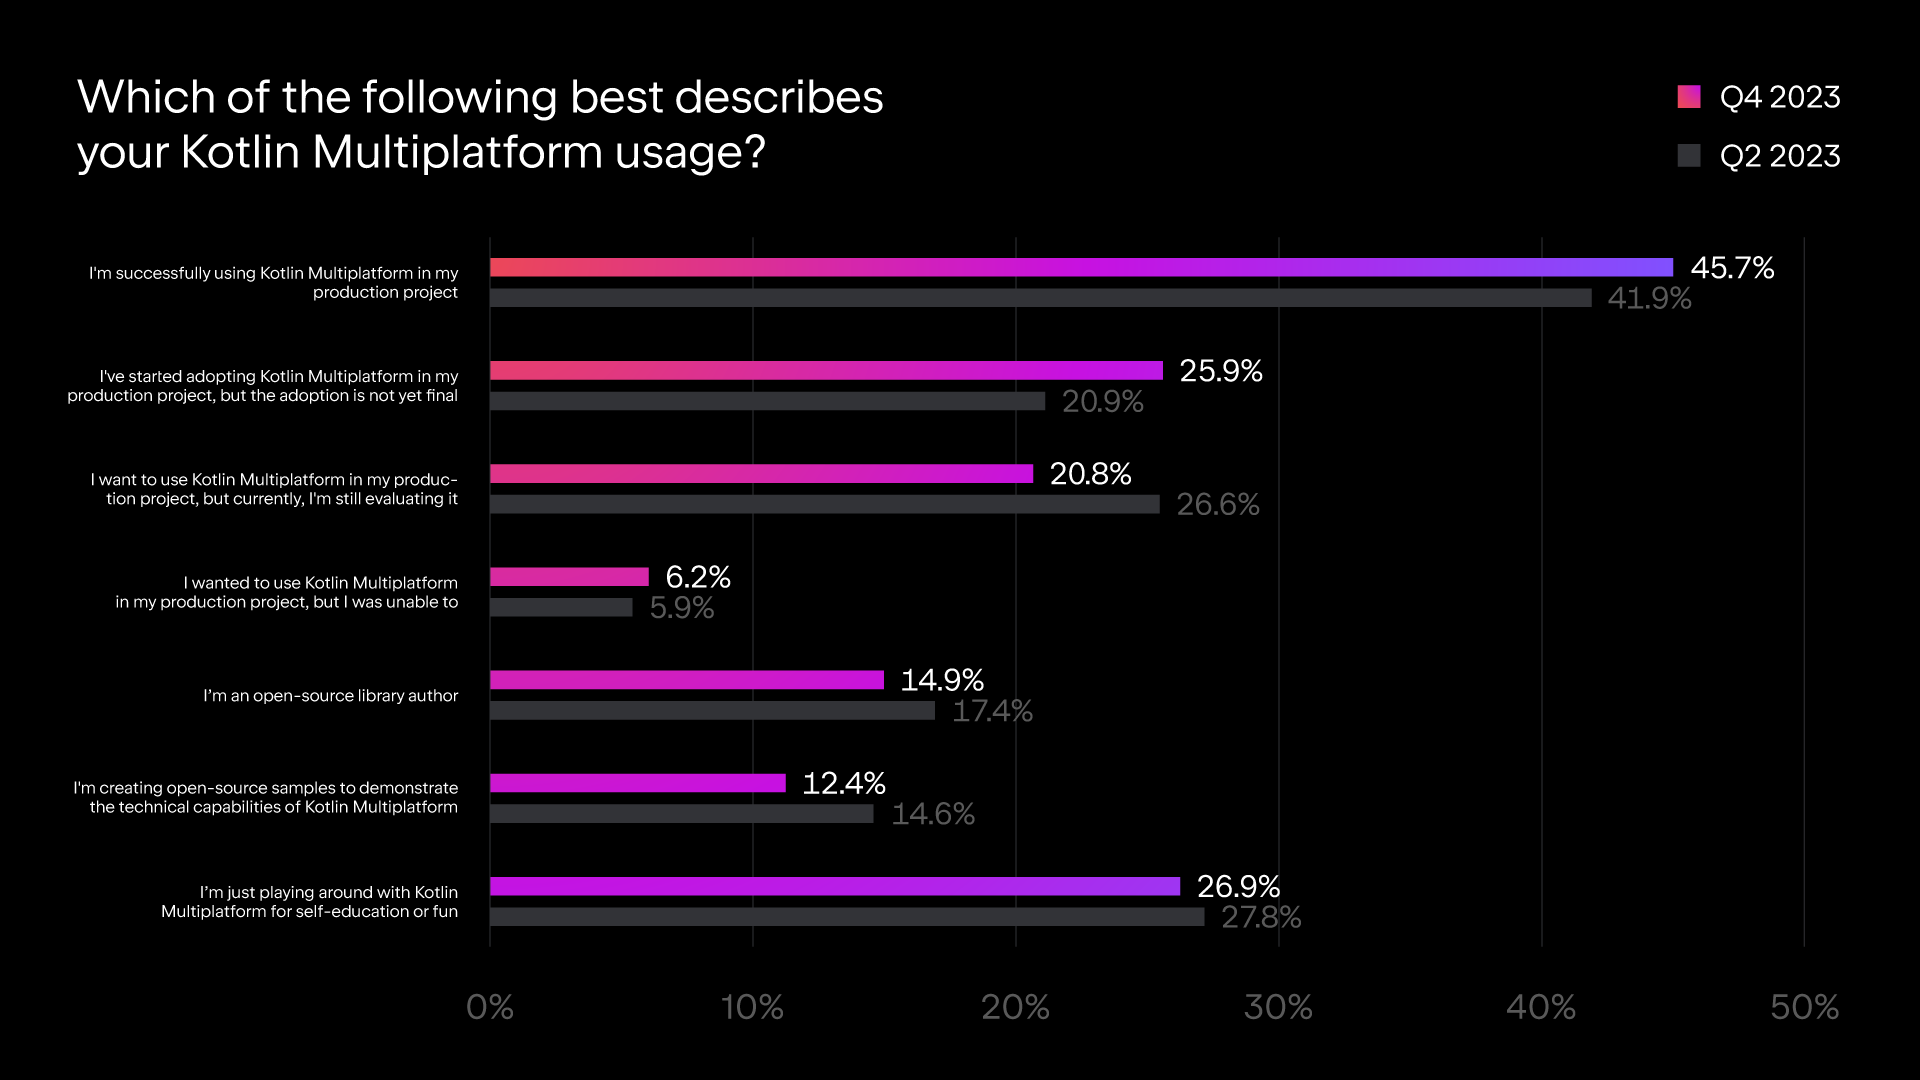 Which of the following best describes
your Kotlin Multiplatform usage?
Q4 2023
Q2 2023
I'm successfully using Kotlin Multiplatform in my
production project
45.7%
41.9%
I've started adopting Kotlin Multiplatform in my
production project, but the adoption is not yet final
25.9%
20.9%
I want to use Kotlin Multiplatform in my produc-
tion project, but currently, I'm still evaluating it
20.8%
26.6%
I wanted to use Kotlin Multiplatform
in my production project, but I was unable to
6.2%
5.9%
I’m an open-source library author
14.9%
17.4%
I'm creating open-source samples to demonstrate
the technical capabilities of Kotlin Multiplatform
12.4%
14.6%
I’m just playing around with Kotlin
Multiplatform for self-education or fun
26.9%
27.8%
0%
10%
20%
30%
40%
50%